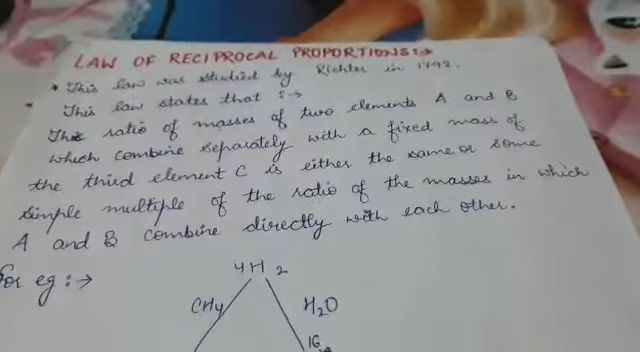 LAW OF RECIPROCAL PROPORTIONS:→
* This law was studied by Richter in 1792.
This law states that :→
The ratio of masses of two elements A and B
which combine separately with a fixed mass of
the third element C is either the same or some
simple multiple of the ratio of the masses in which
A and B combine directly with each other.
For eg :→
4 H 2
CH4 H2O
16